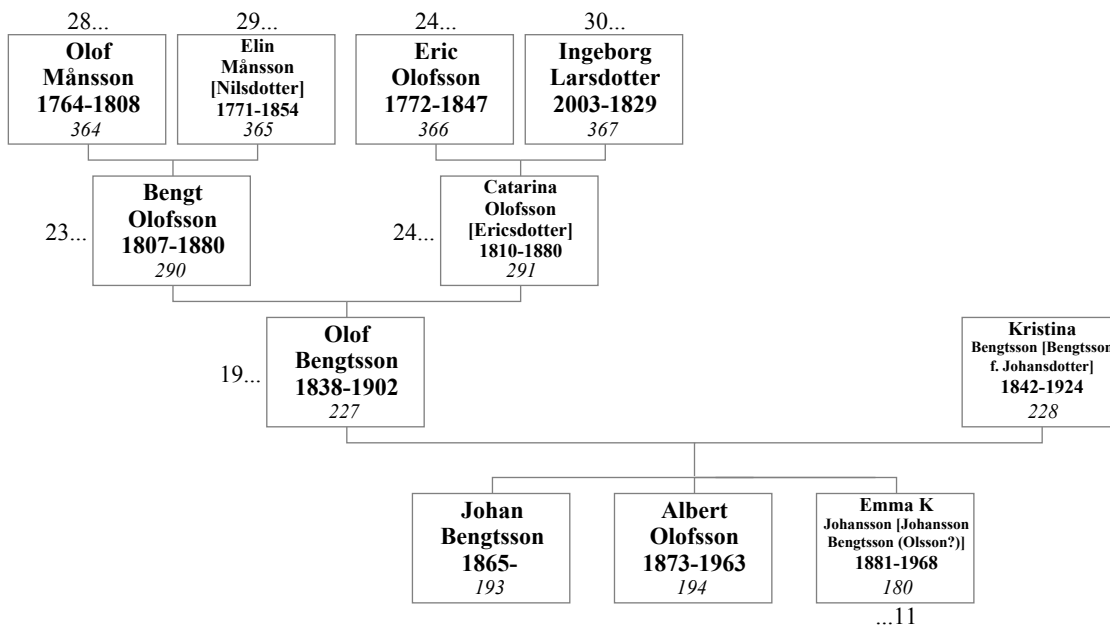 28...
29...
24...
30...
Olof
Månsson
1764-1808
364
Elin
Månsson
[Nilsdotter]
1771-1854
365
Eric
Olofsson
1772-1847
366
Ingeborg
Larsdotter
2003-1829
367
23...
Bengt
Olofsson
1807-1880
290
24...
Catarina
Olofsson
[Ericsdotter]
1810-1880
291
19...
Olof
Bengtsson
1838-1902
227
Kristina
Bengtsson [Bengtsson
f. Johansdotter]
1842-1924
228
Johan
Bengtsson
1865-
193
Albert
Olofsson
1873-1963
194
Emma K
Johansson [Johansson
Bengtsson (Olsson?)]
1881-1968
180
...11